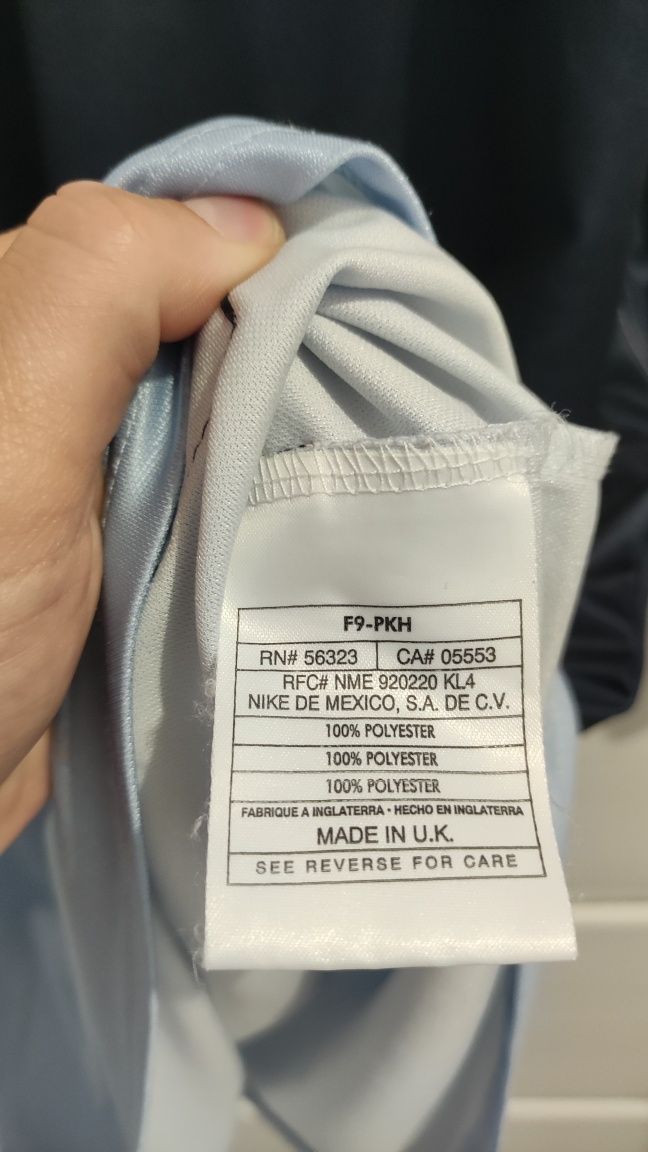 F9-PKH
RN# 56323 CA# 05553
RFC# NME 920220 KL4
NIKE DE MEXICO, S.A. DE C.V.
100% POLYESTER
100% POLYESTER
100% POLYESTER
FABRIQUE A INGLATERRA • HECHO EN INGLATERRA
MADE IN U.K.
SEE REVERSE FOR CARE